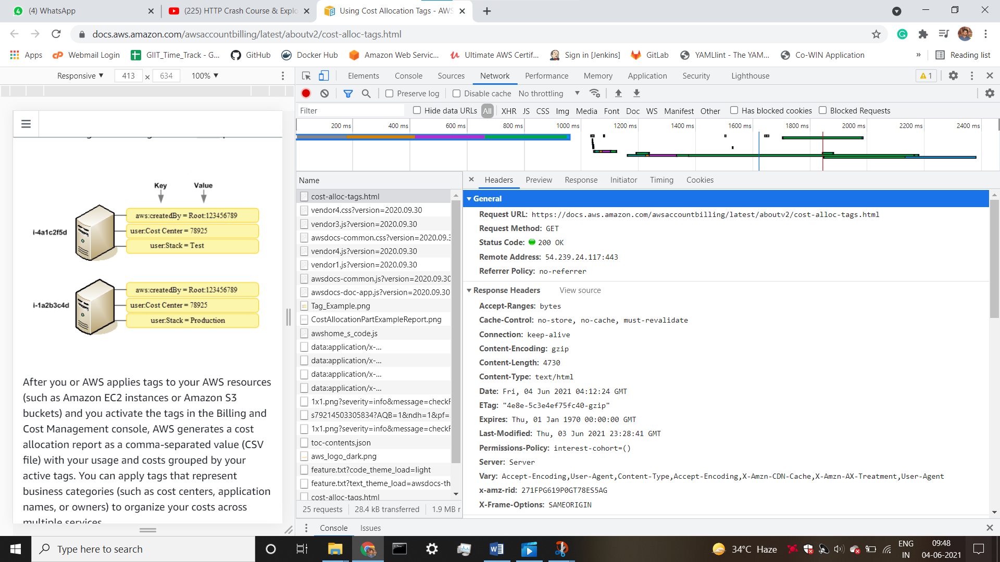 (4) WhatsApp
(225) HTTP Crash Course & Explo
Using Cost Allocation Tags - AWS
docs.aws.amazon.com/awsaccountbilling/latest/aboutv2/cost-alloc-tags.html
Apps
Webmail Login
GIIT_Time_Track - G...
GitHub
Docker Hub
Amazon Web Servic...
Ultimate AWS Certif...
Sign in [Jenkins]
GitLab
YAMLlint - The YAM...
Co-WIN Application
»
Reading list
Responsive ▼ 413 x 634 100% ▼
Elements Console Sources Network Performance Memory Application Security Lighthouse 1
Preserve log Disable cache No throttling ▼
Filter Hide data URLs All XHR JS CSS Img Media Font Doc WS Manifest Other Has blocked cookies Blocked Requests
200 ms 400 ms 600 ms 800 ms 1000 ms 1200 ms 1400 ms 1600 ms 1800 ms 2000 ms 2200 ms 2400 ms
Key Value
i-4a1c2f5d
aws:createdBy = Root:123456789
user:Cost Center = 78925
user:Stack = Test
i-1a2b3c4d
aws:createdBy = Root:123456789
user:Cost Center = 78925
user:Stack = Production
After you or AWS applies tags to your AWS resources
(such as Amazon EC2 instances or Amazon S3
buckets) and you activate the tags in the Billing and
Cost Management console, AWS generates a cost
allocation report as a comma-separated value (CSV
file) with your usage and costs grouped by your
active tags. You can apply tags that represent
business categories (such as cost centers, application
names, or owners) to organize your costs across
multiple services.
Name
cost-alloc-tags.html
vendor4.css?version=2020.09.30
vendor3.js?version=2020.09.30
awsdocs-common.css?version=2020.09.3
vendor4.js?version=2020.09.30
vendor1.js?version=2020.09.30
awsdocs-common.js?version=2020.09.30
awsdocs-doc-app.js?version=2020.09.30
Tag_Example.png
CostAllocationPartExampleReport.png
awshome_s_code.js
data:application/x-...
data:application/x-...
data:application/x-...
data:application/x-...
1x1.png?severity=info&message=checkF
s79214503305834?AQB=1&ndh=1&pf=
1x1.png?severity=info&message=checkF
toc-contents.json
aws_logo_dark.png
feature.txt?code_theme_load=light
feature.txt?text_theme_load=awsdocs-th
cost-alloc-tags.html
25 requests 28.4 kB transferred 1.9 MB r
Headers Preview Response Initiator Timing Cookies
General
Request URL: https://docs.aws.amazon.com/awsaccountbilling/latest/aboutv2/cost-alloc-tags.html
Request Method: GET
Status Code: 200 OK
Remote Address: 54.239.24.117:443
Referrer Policy: no-referrer
Response Headers View source
Accept-Ranges: bytes
Cache-Control: no-store, no-cache, must-revalidate
Connection: keep-alive
Content-Encoding: gzip
Content-Length: 4730
Content-Type: text/html
Date: Fri, 04 Jun 2021 04:12:24 GMT
ETag: "4e8e-5c3e4ef75fc40-gzip"
Expires: Thu, 01 Jan 1970 00:00:00 GMT
Last-Modified: Thu, 03 Jun 2021 23:28:41 GMT
Permissions-Policy: interest-cohort=()
Server: Server
Vary: Accept-Encoding,User-Agent,Content-Type,Accept-Encoding,X-Amzn-CDN-Cache,X-Amzn-AX-Treatment,User-Agent
x-amz-rid: 271FPG619P0GT78ES5AG
X-Frame-Options: SAMEORIGIN
Console Issues
Type here to search
34°C Haze
ENG
IN
09:48
04-06-2021